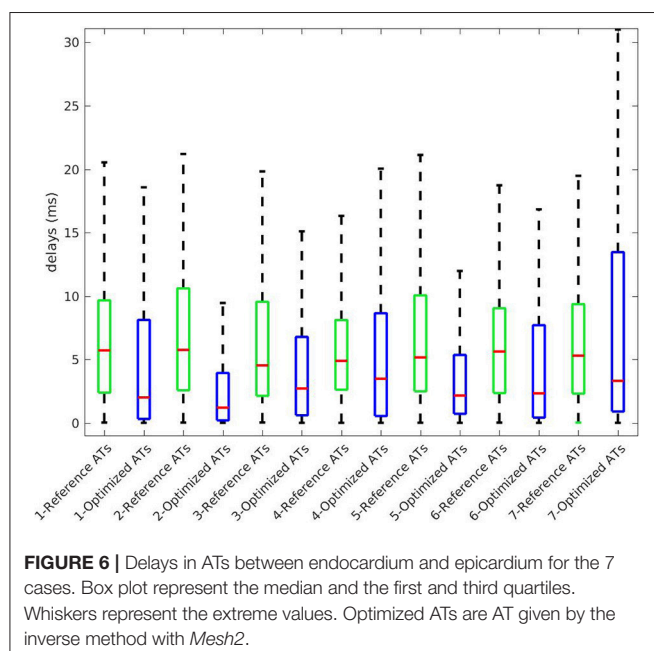 30
25
20
15
10
5
0
delays (ms)
1-Reference ATs
1-Optimized ATs
2-Reference ATs
2-Optimized ATs
3-Reference ATs
3-Optimized ATs
4-Reference ATs
4-Optimized ATs
5-Reference ATs
5-Optimized ATs
6-Reference ATs
6-Optimized ATs
7-Reference ATs
7-Optimized ATs
FIGURE 6 | Delays in ATs between endocardium and epicardium for the 7
cases. Box plot represent the median and the first and third quartiles.
Whiskers represent the extreme values. Optimized ATs are AT given by the
inverse method with Mesh2.